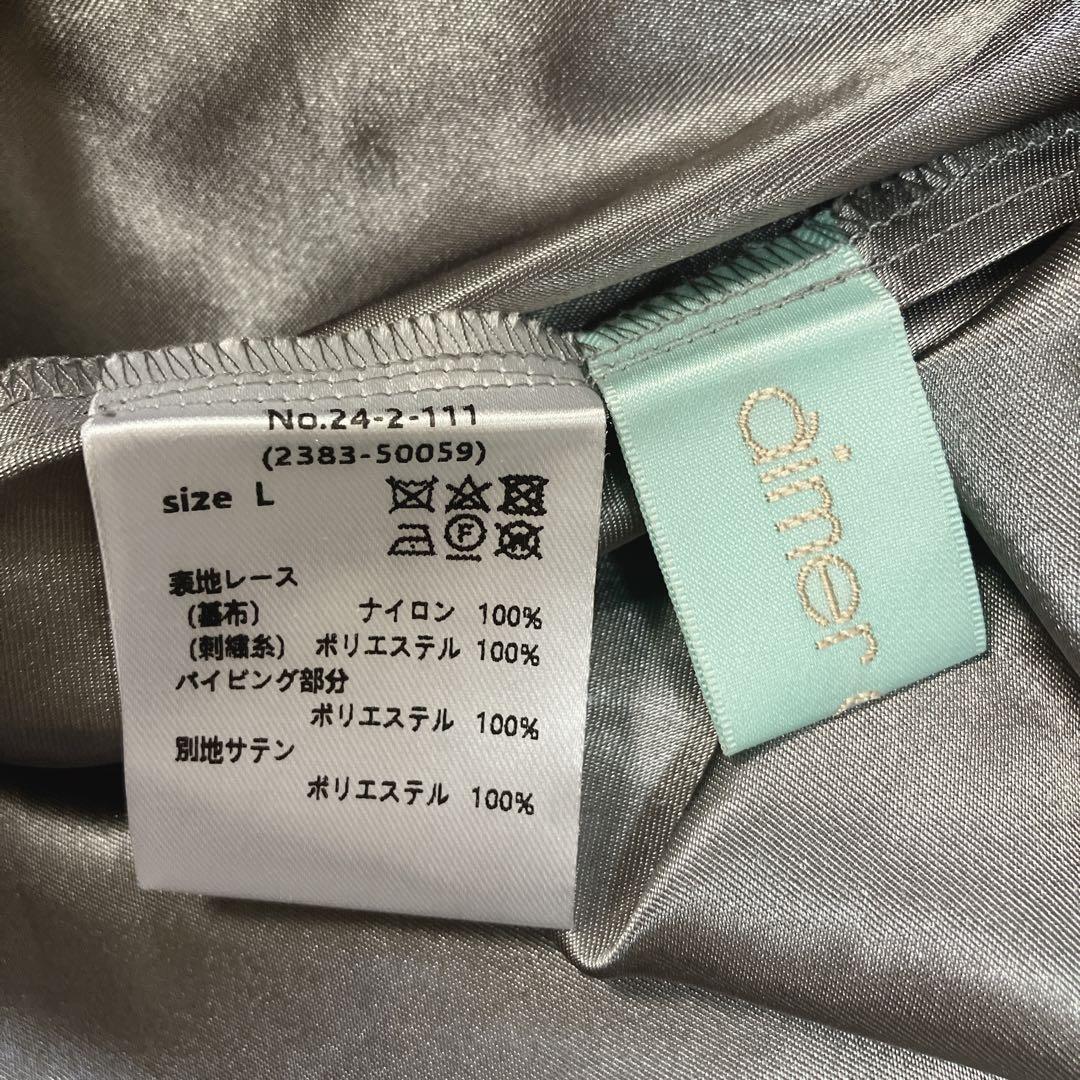 No.24-2-111
(2383-50059)
size L
F
W
表地レース
(基布) ナイロン 100%
(刺繍糸) ポリエステル 100%
パイピング部分
ポリエステル 100%
別地サテン
ポリエステル 100%
aimer